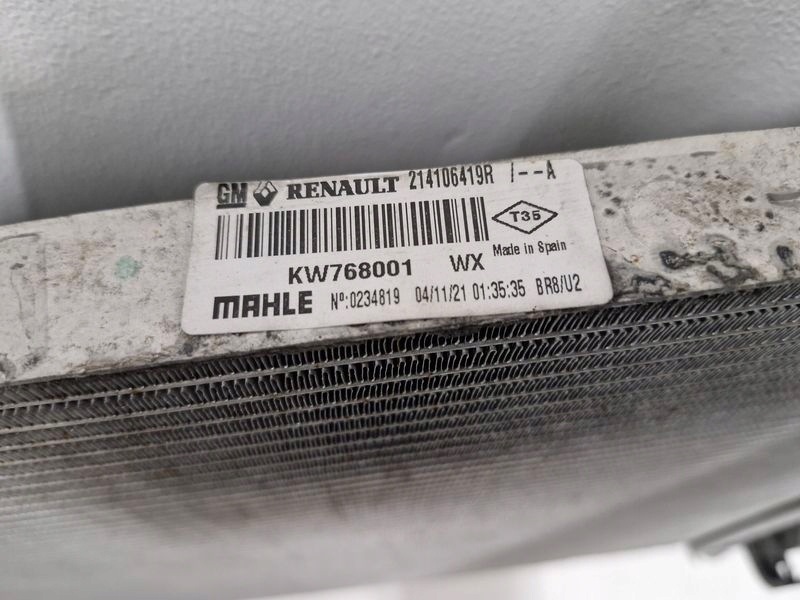 GM RENAULT 214106419R /--A
T35
Made in Spain
KW768001 WX
MAHLE Nº:0234819 04/11/21 01:35:35 BR8/U2